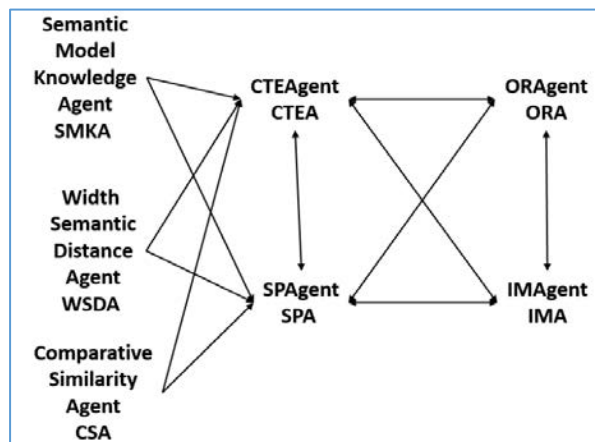 Semantic
Model
Knowledge
Agent
SMKA
Width
Semantic
Distance
Agent
WSDA
Comparative
Similarity
Agent
CSA
CTEAgent
CTEA
SPAgent
SPA
ORAgent
ORA
IMAgent
IMA